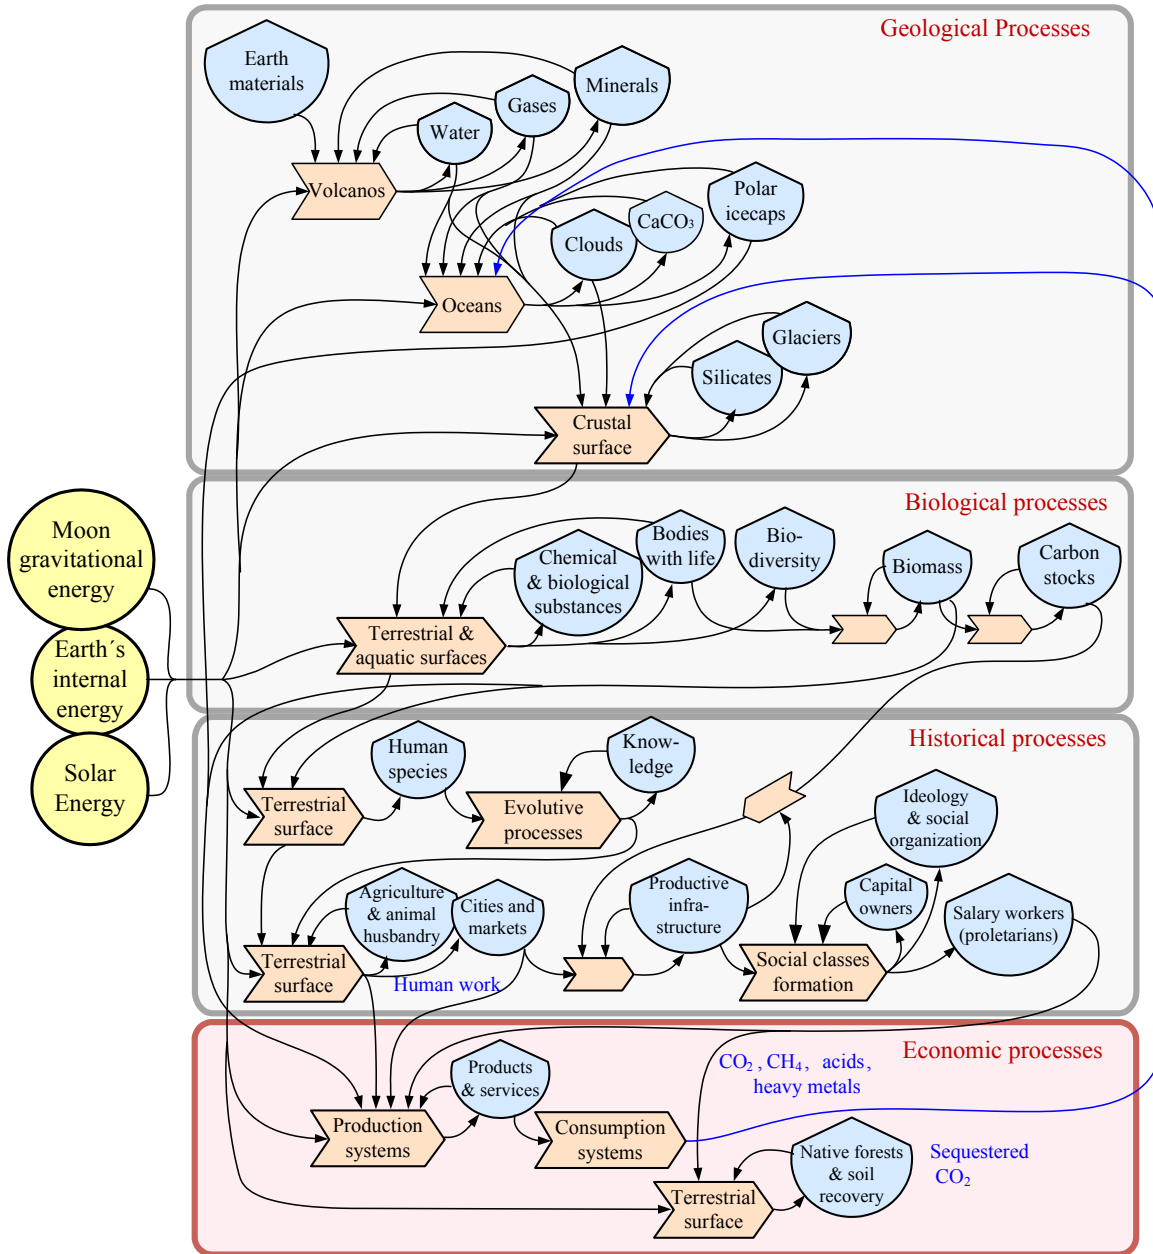 Geological Processes
Earth
materials
Minerals
Gases
Water
Volcanos
Polar
icecaps
CaCO₃
Clouds
Oceans
Glaciers
Silicates
Crustal
surface
Moon
gravitational
energy
Earth´s
internal
energy
Solar
Energy
Biological processes
Chemical
& biological
substances
Bodies
with life
Bio-
diversity
Biomass
Carbon
stocks
Terrestrial &
aquatic surfaces
Historical processes
Human
species
Know-
ledge
Terrestrial
surface
Evolutive
processes
Ideology
& social
organization
Agriculture
& animal
husbandry
Cities and
markets
Productive
infra-
structure
Capital
owners
Salary workers
(proletarians)
Terrestrial
surface
Human work
Social classes
formation
Economic processes
CO₂ , CH₄, acids,
heavy metals
Products
& services
Production
systems
Consumption
systems
Native forests
& soil
recovery
Sequestered
CO₂
Terrestrial
surface